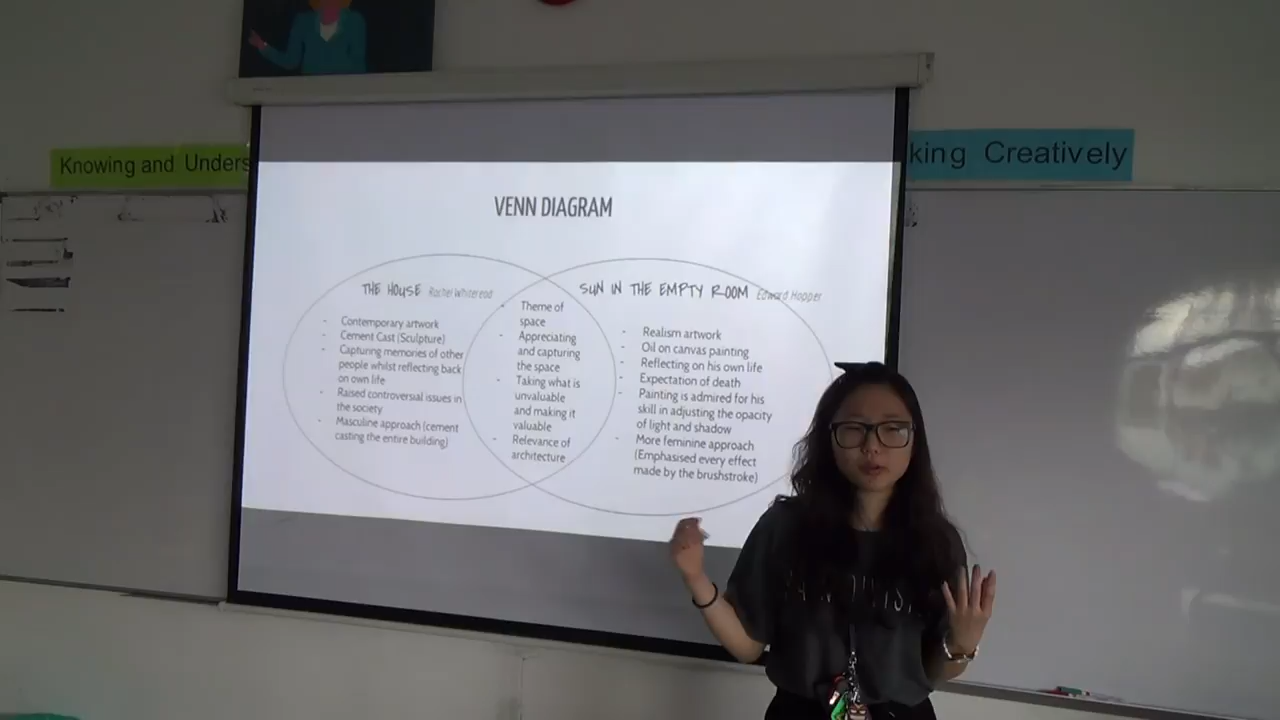 Knowing and Unders
king Creatively
VENN DIAGRAM
THE HOUSE Rachel Whiteread
- Contemporary artwork
- Cement Cast (Sculpture)
- Capturing memories of other
people whilst reflecting back
on own life
- Raised controversial issues in
the society
- Masculine approach (cement
casting the entire building)
- Theme of
space
- Appreciating
and capturing
the space
- Taking what is
unvaluable
and making it
valuable
- Relevance of
architecture
SUN IN THE EMPTY ROOM Edward Hopper
- Realism artwork
- Oil on canvas painting
- Reflecting on his own life
- Expectation of death
- Painting is admired for his
skill in adjusting the opacity
of light and shadow
- More feminine approach
(Emphasised every effect
made by the brushstroke)